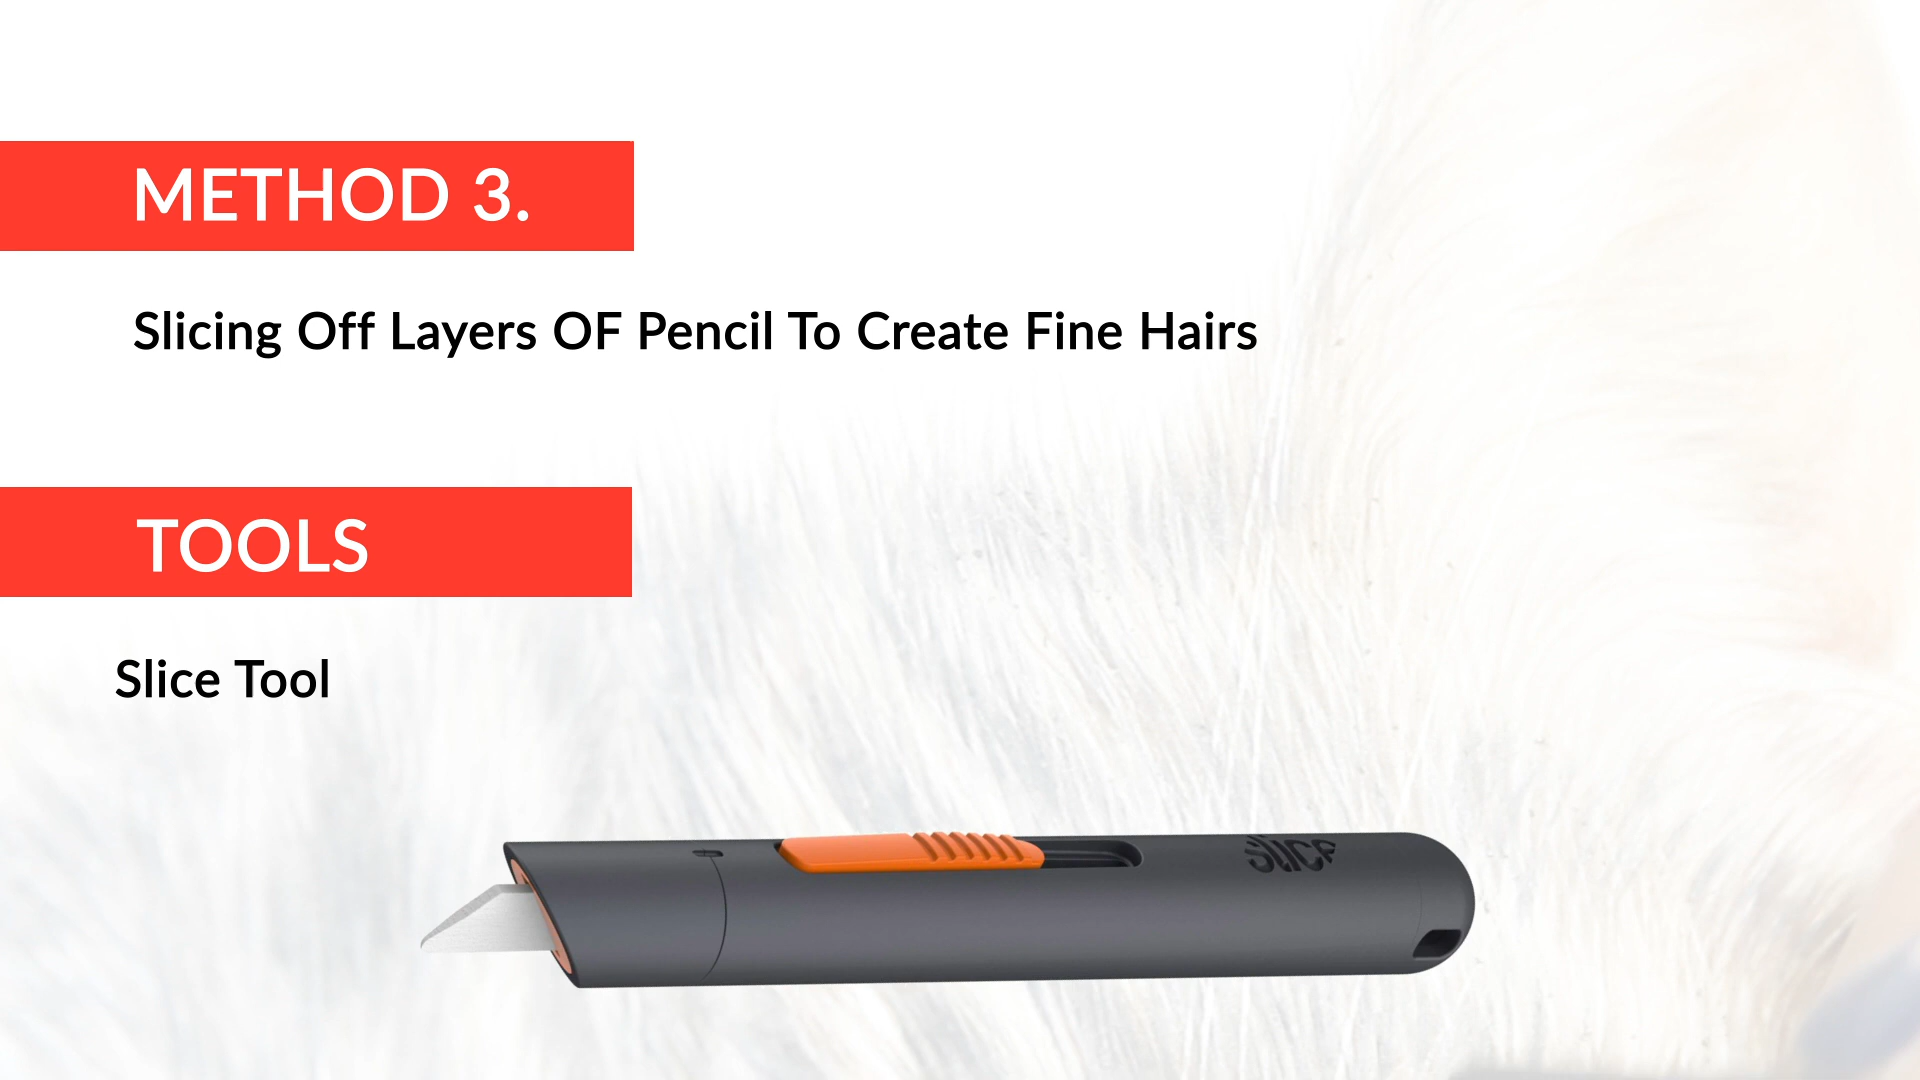 METHOD 3.
Slicing Off Layers OF Pencil To Create Fine Hairs
TOOLS
Slice Tool
slice